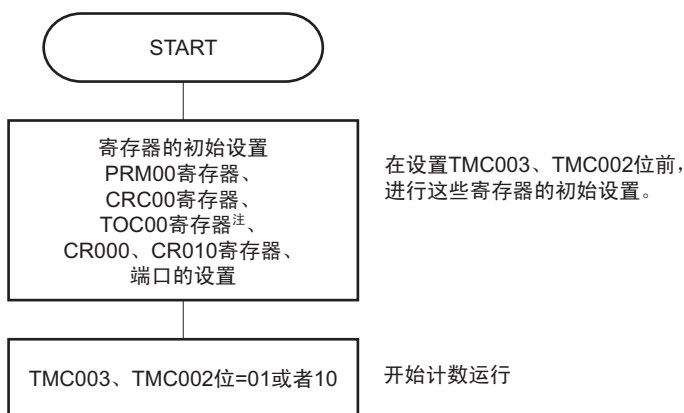 START
寄存器的初始设置
PRM00寄存器、
CRC00寄存器、
TOC00寄存器注、
CR000、CR010寄存器、
端口的设置
在设置TMC003、TMC002位前，
进行这些寄存器的初始设置。
TMC003、TMC002位=01或者10
开始计数运行